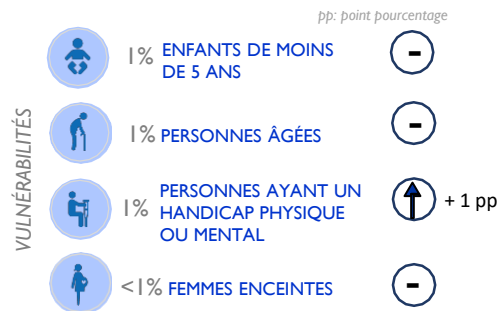 pp: point pourcentage
VULNÉRABILITÉS
1% ENFANTS DE MOINS
DE 5 ANS
-
1% PERSONNES ÂGÉES
-
1% PERSONNES AYANT UN
HANDICAP PHYSIQUE
OU MENTAL
+ 1 pp
<1% FEMMES ENCEINTES
-